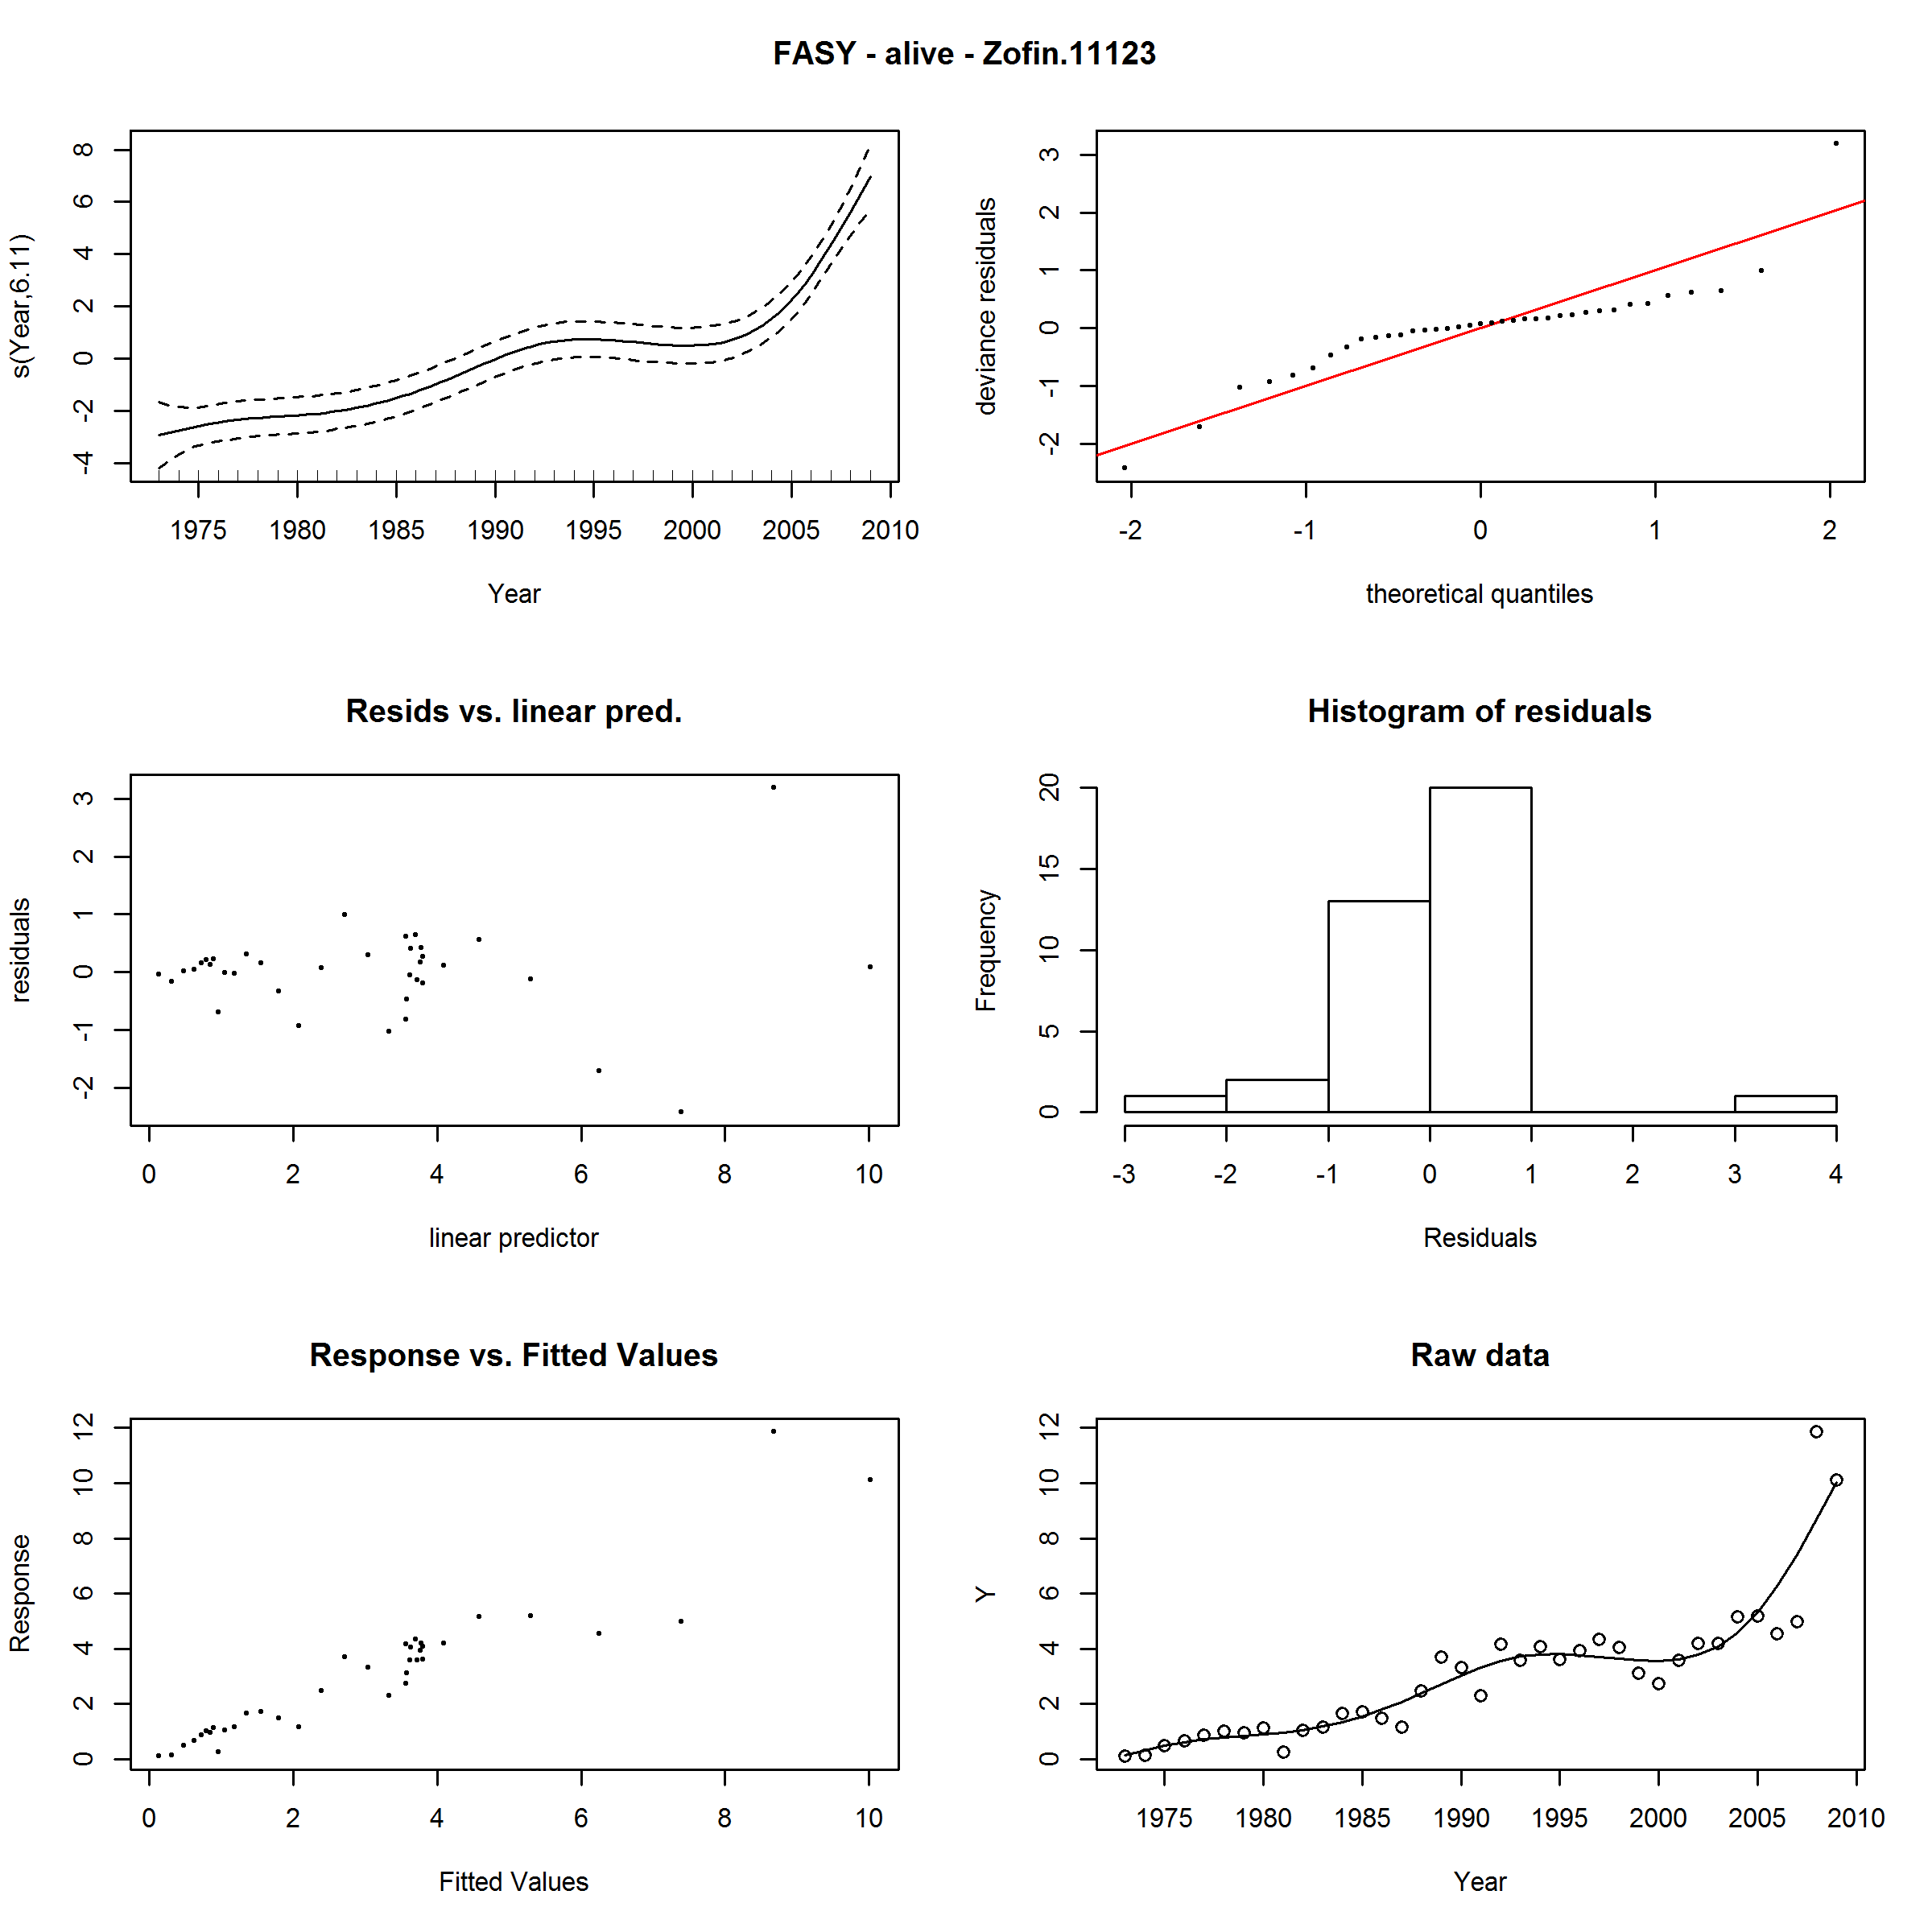 FASY - alive - Zofin.11123
s(Year,6.11)
8
6
4
2
0
-2
-4
1975 1980 1985 1990 1995 2000 2005 2010
Year
deviance residuals
3
2
1
0
-1
-2
-2 -1 0 1 2
theoretical quantiles
Resids vs. linear pred.
residuals
3
2
1
0
-1
-2
0 2 4 6 8 10
linear predictor
Histogram of residuals
Frequency
20
15
10
5
0
-3 -2 -1 0 1 2 3 4
Residuals
Response vs. Fitted Values
Response
12
10
8
6
4
2
0
0 2 4 6 8 10
Fitted Values
Raw data
Y
12
10
8
6
4
2
0
1975 1980 1985 1990 1995 2000 2005 2010
Year